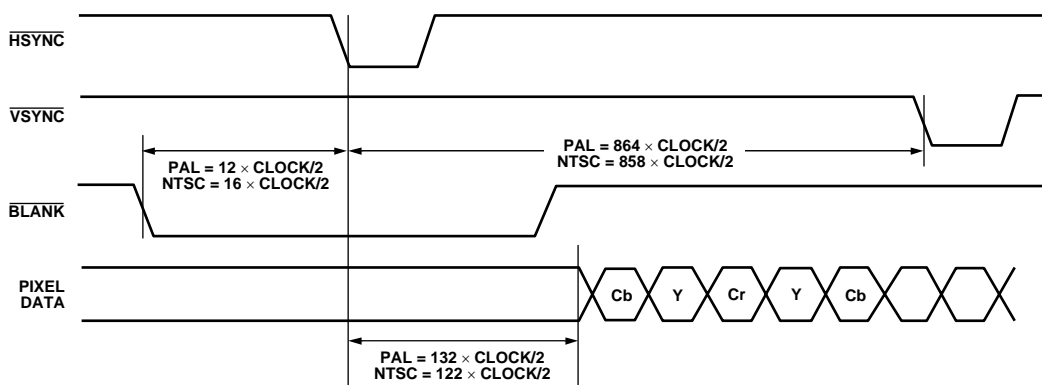 HSYNC
VSYNC
PAL = 864 × CLOCK/2
NTSC = 858 × CLOCK/2
PAL = 12 × CLOCK/2
NTSC = 16 × CLOCK/2
BLANK
PIXEL
DATA
Cb Y Cr Y Cb
PAL = 132 × CLOCK/2
NTSC = 122 × CLOCK/2